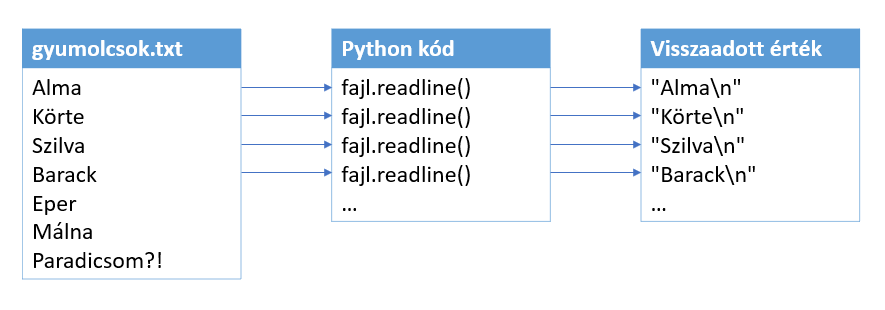 gyumolcsok.txt
Alma
Körte
Szilva
Barack
Eper
Málna
Paradicsom?!
Python kód
fajl.readline()
fajl.readline()
fajl.readline()
fajl.readline()
...
Visszaadott érték
"Alma\n"
"Körte\n"
"Szilva\n"
"Barack\n"
...